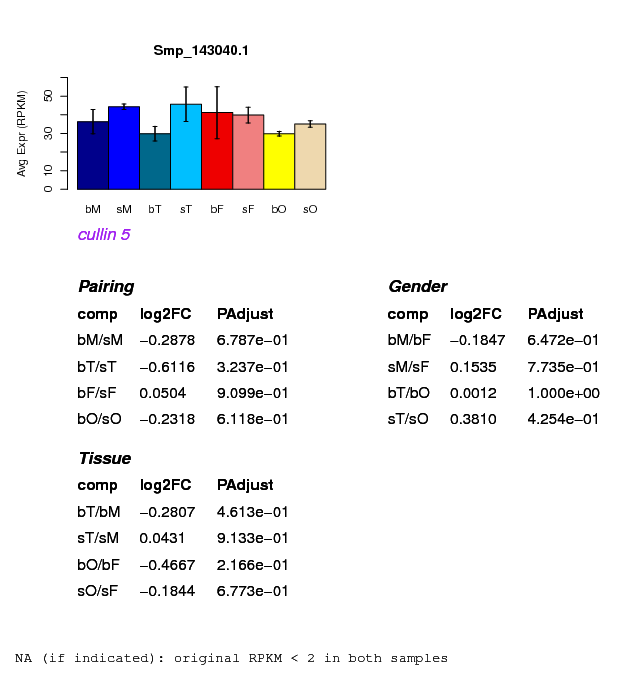 Smp_143040.1
Avg Expr (RPKM)
0 10 30 50
bM sM bT sT bF sF bO sO
cullin 5
Pairing
comp log2FC PAdjust
bM/sM −0.2878 6.787e−01
bT/sT −0.6116 3.237e−01
bF/sF 0.0504 9.099e−01
bO/sO −0.2318 6.118e−01
Gender
comp log2FC PAdjust
bM/bF −0.1847 6.472e−01
sM/sF 0.1535 7.735e−01
bT/bO 0.0012 1.000e+00
sT/sO 0.3810 4.254e−01
Tissue
comp log2FC PAdjust
bT/bM −0.2807 4.613e−01
sT/sM 0.0431 9.133e−01
bO/bF −0.4667 2.166e−01
sO/sF −0.1844 6.773e−01
NA (if indicated): original RPKM < 2 in both samples